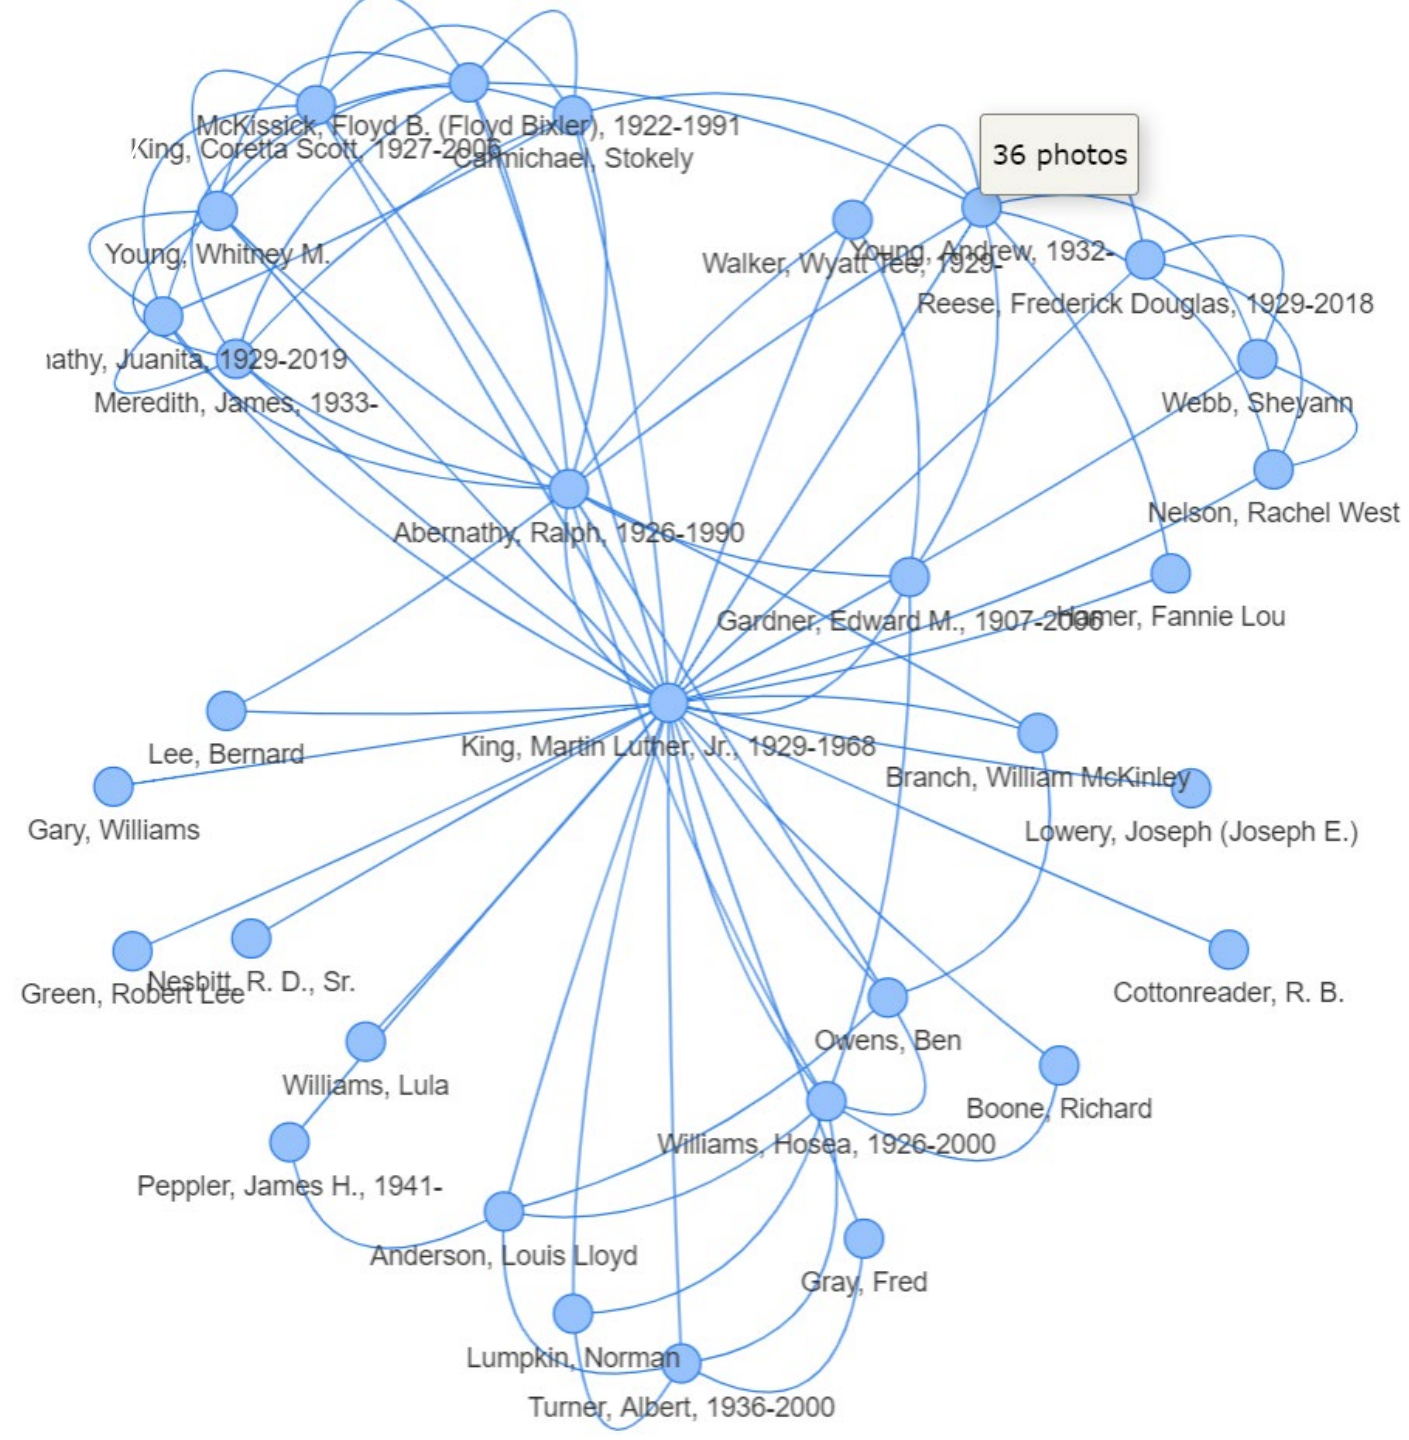 McKissick, Floyd B. (Floyd Bixler), 1922-1991
King, Coretta Scott, 1927-2006
Carmichael, Stokely
36 photos
Young, Whitney M.
Young, Andrew, 1932-
Walker, Wyatt Tee, 1929-
Reese, Frederick Douglas, 1929-2018
nathy, Juanita, 1929-2019
Meredith, James, 1933-
Webb, Sheyann
Nelson, Rachel West
Abernathy, Ralph, 1926-1990
Gardner, Edward M., 1907-2006
Hamer, Fannie Lou
Lee, Bernard
King, Martin Luther, Jr., 1929-1968
Branch, William McKinley
Gary, Williams
Lowery, Joseph (Joseph E.)
Nesbitt, R. D., Sr.
Green, Robert Lee
Cottonreader, R. B.
Owens, Ben
Williams, Lula
Boone, Richard
Williams, Hosea, 1926-2000
Peppler, James H., 1941-
Anderson, Louis Lloyd
Gray, Fred
Lumpkin, Norman
Turner, Albert, 1936-2000